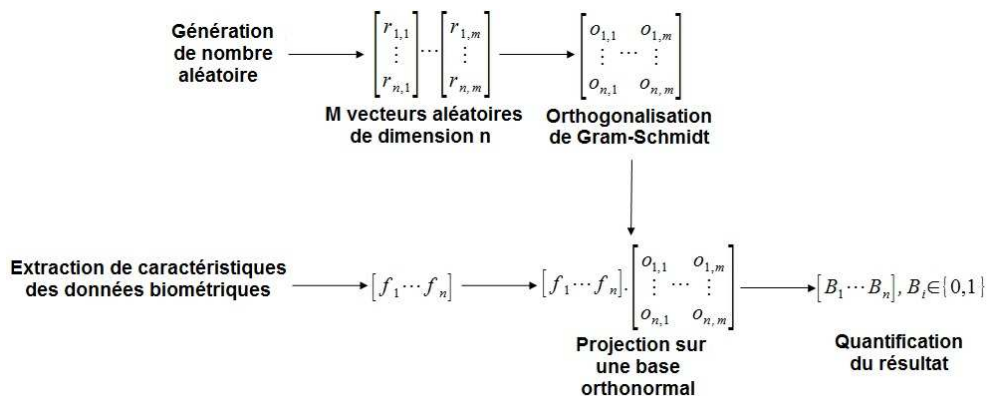 Génération
de nombre
aléatoire
[r1,1 ⋮ rn,1] ⋯ [r1,m ⋮ rn,m]
M vecteurs aléatoires
de dimension n
[o1,1 o1,m ⋮ ⋯ ⋮ on,1 on,m]
Orthogonalisation
de Gram-Schmidt
Extraction de caractéristiques
des données biométriques
[f1⋯fn]
[f1⋯fn].[o1,1 o1,m ⋮ ⋯ ⋮ on,1 on,m]
Projection sur
une base
orthonormal
[B1⋯Bn], Bi∈{0,1}
Quantification
du résultat